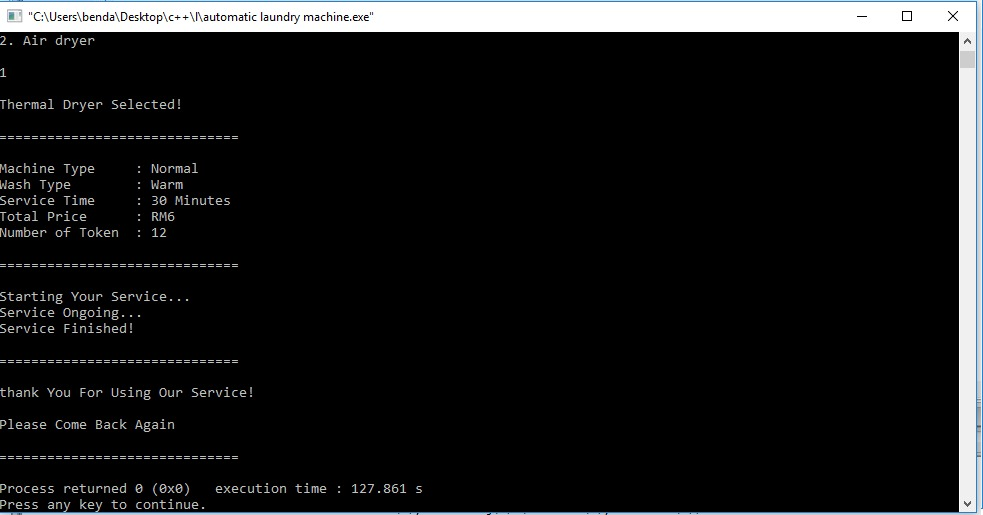 "C:\Users\benda\Desktop\c++\l\automatic laundry machine.exe"
2. Air dryer
1
Thermal Dryer Selected!
==============================
Machine Type     : Normal
Wash Type        : Warm
Service Time     : 30 Minutes
Total Price      : RM6
Number of Token  : 12
==============================
Starting Your Service...
Service Ongoing...
Service Finished!
==============================
thank You For Using Our Service!
Please Come Back Again
==============================
Process returned 0 (0x0)   execution time : 127.861 s
Press any key to continue.